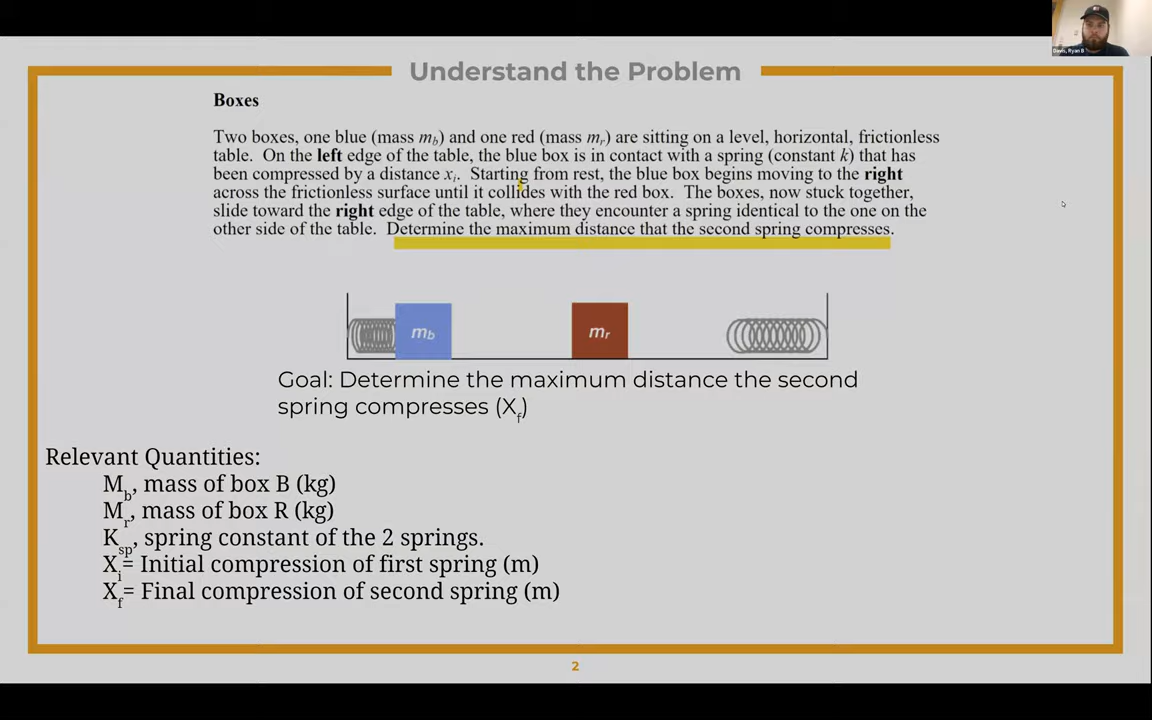 Davis, Ryan B
Understand the Problem
Boxes
Two boxes, one blue (mass mb) and one red (mass mr) are sitting on a level, horizontal, frictionless
table. On the left edge of the table, the blue box is in contact with a spring (constant k) that has
been compressed by a distance xi. Starting from rest, the blue box begins moving to the right
across the frictionless surface until it collides with the red box. The boxes, now stuck together,
slide toward the right edge of the table, where they encounter a spring identical to the one on the
other side of the table. Determine the maximum distance that the second spring compresses.
mb
mr
Goal: Determine the maximum distance the second
spring compresses (Xf)
Relevant Quantities:
Mb, mass of box B (kg)
Mr, mass of box R (kg)
Ksp, spring constant of the 2 springs.
Xi= Initial compression of first spring (m)
Xf= Final compression of second spring (m)
2